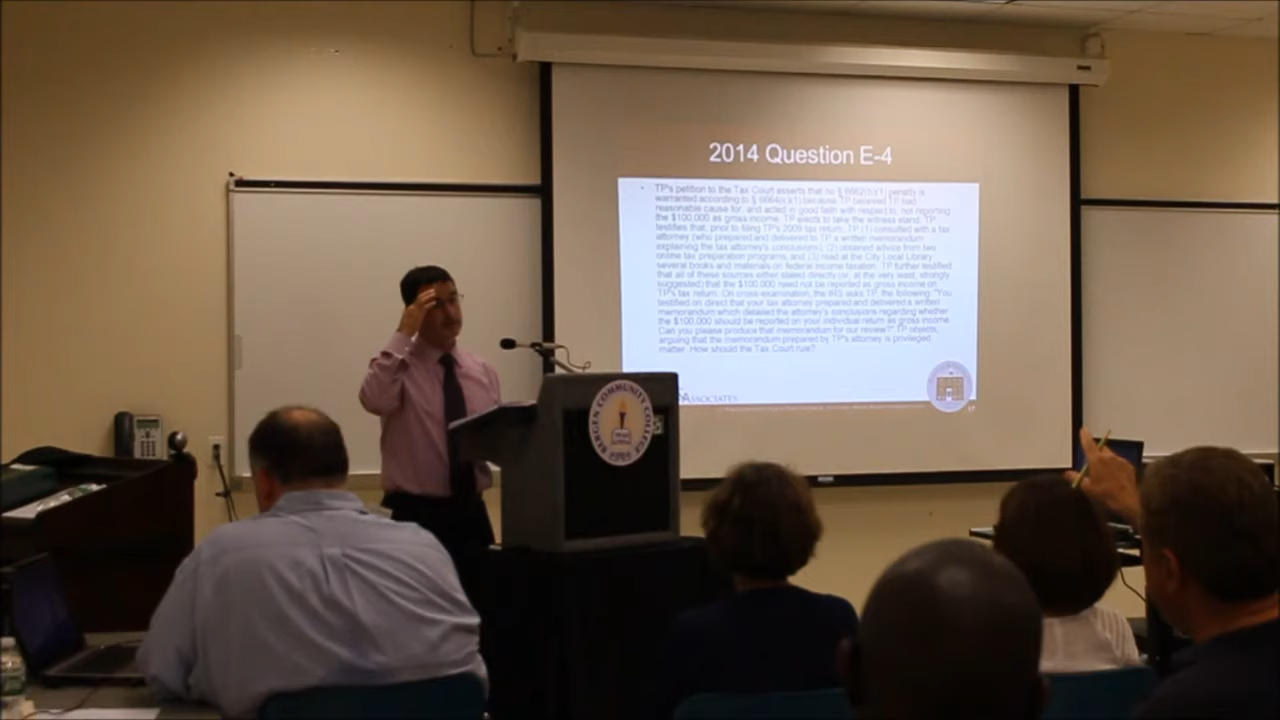 2014 Question E-4
• TP's petition to the Tax Court asserts that no § 6662(b)(1) penalty is
warranted according to § 6664(c)(1) because TP believed TP had
reasonable cause for, and acted in good faith with respect to, not reporting
the $100,000 as gross income. TP elects to take the witness stand. TP
testifies that, prior to filing TP's 2009 tax return, TP (1) consulted with a tax
attorney (who prepared and delivered to TP a written memorandum
explaining the tax attorney's conclusions), (2) obtained advice from two
online tax preparation programs, and (3) read at the City Local Library
several books and materials on federal income taxation. TP further testified
that all of these sources either stated directly (or, at the very least, strongly
suggested) that the $100,000 need not be reported as gross income on
TP's tax return. On cross-examination, the IRS asks TP, the following: "You
testified on direct that your tax attorney prepared and delivered a written
memorandum which detailed the attorney's conclusions regarding whether
the $100,000 should be reported on your individual return as gross income.
Can you please produce that memorandum for our review?" TP objects,
arguing that the memorandum prepared by TP's attorney is privileged
matter. How should the Tax Court rule?
ASSOCIATES
BERGEN COMMUNITY COLLEGE